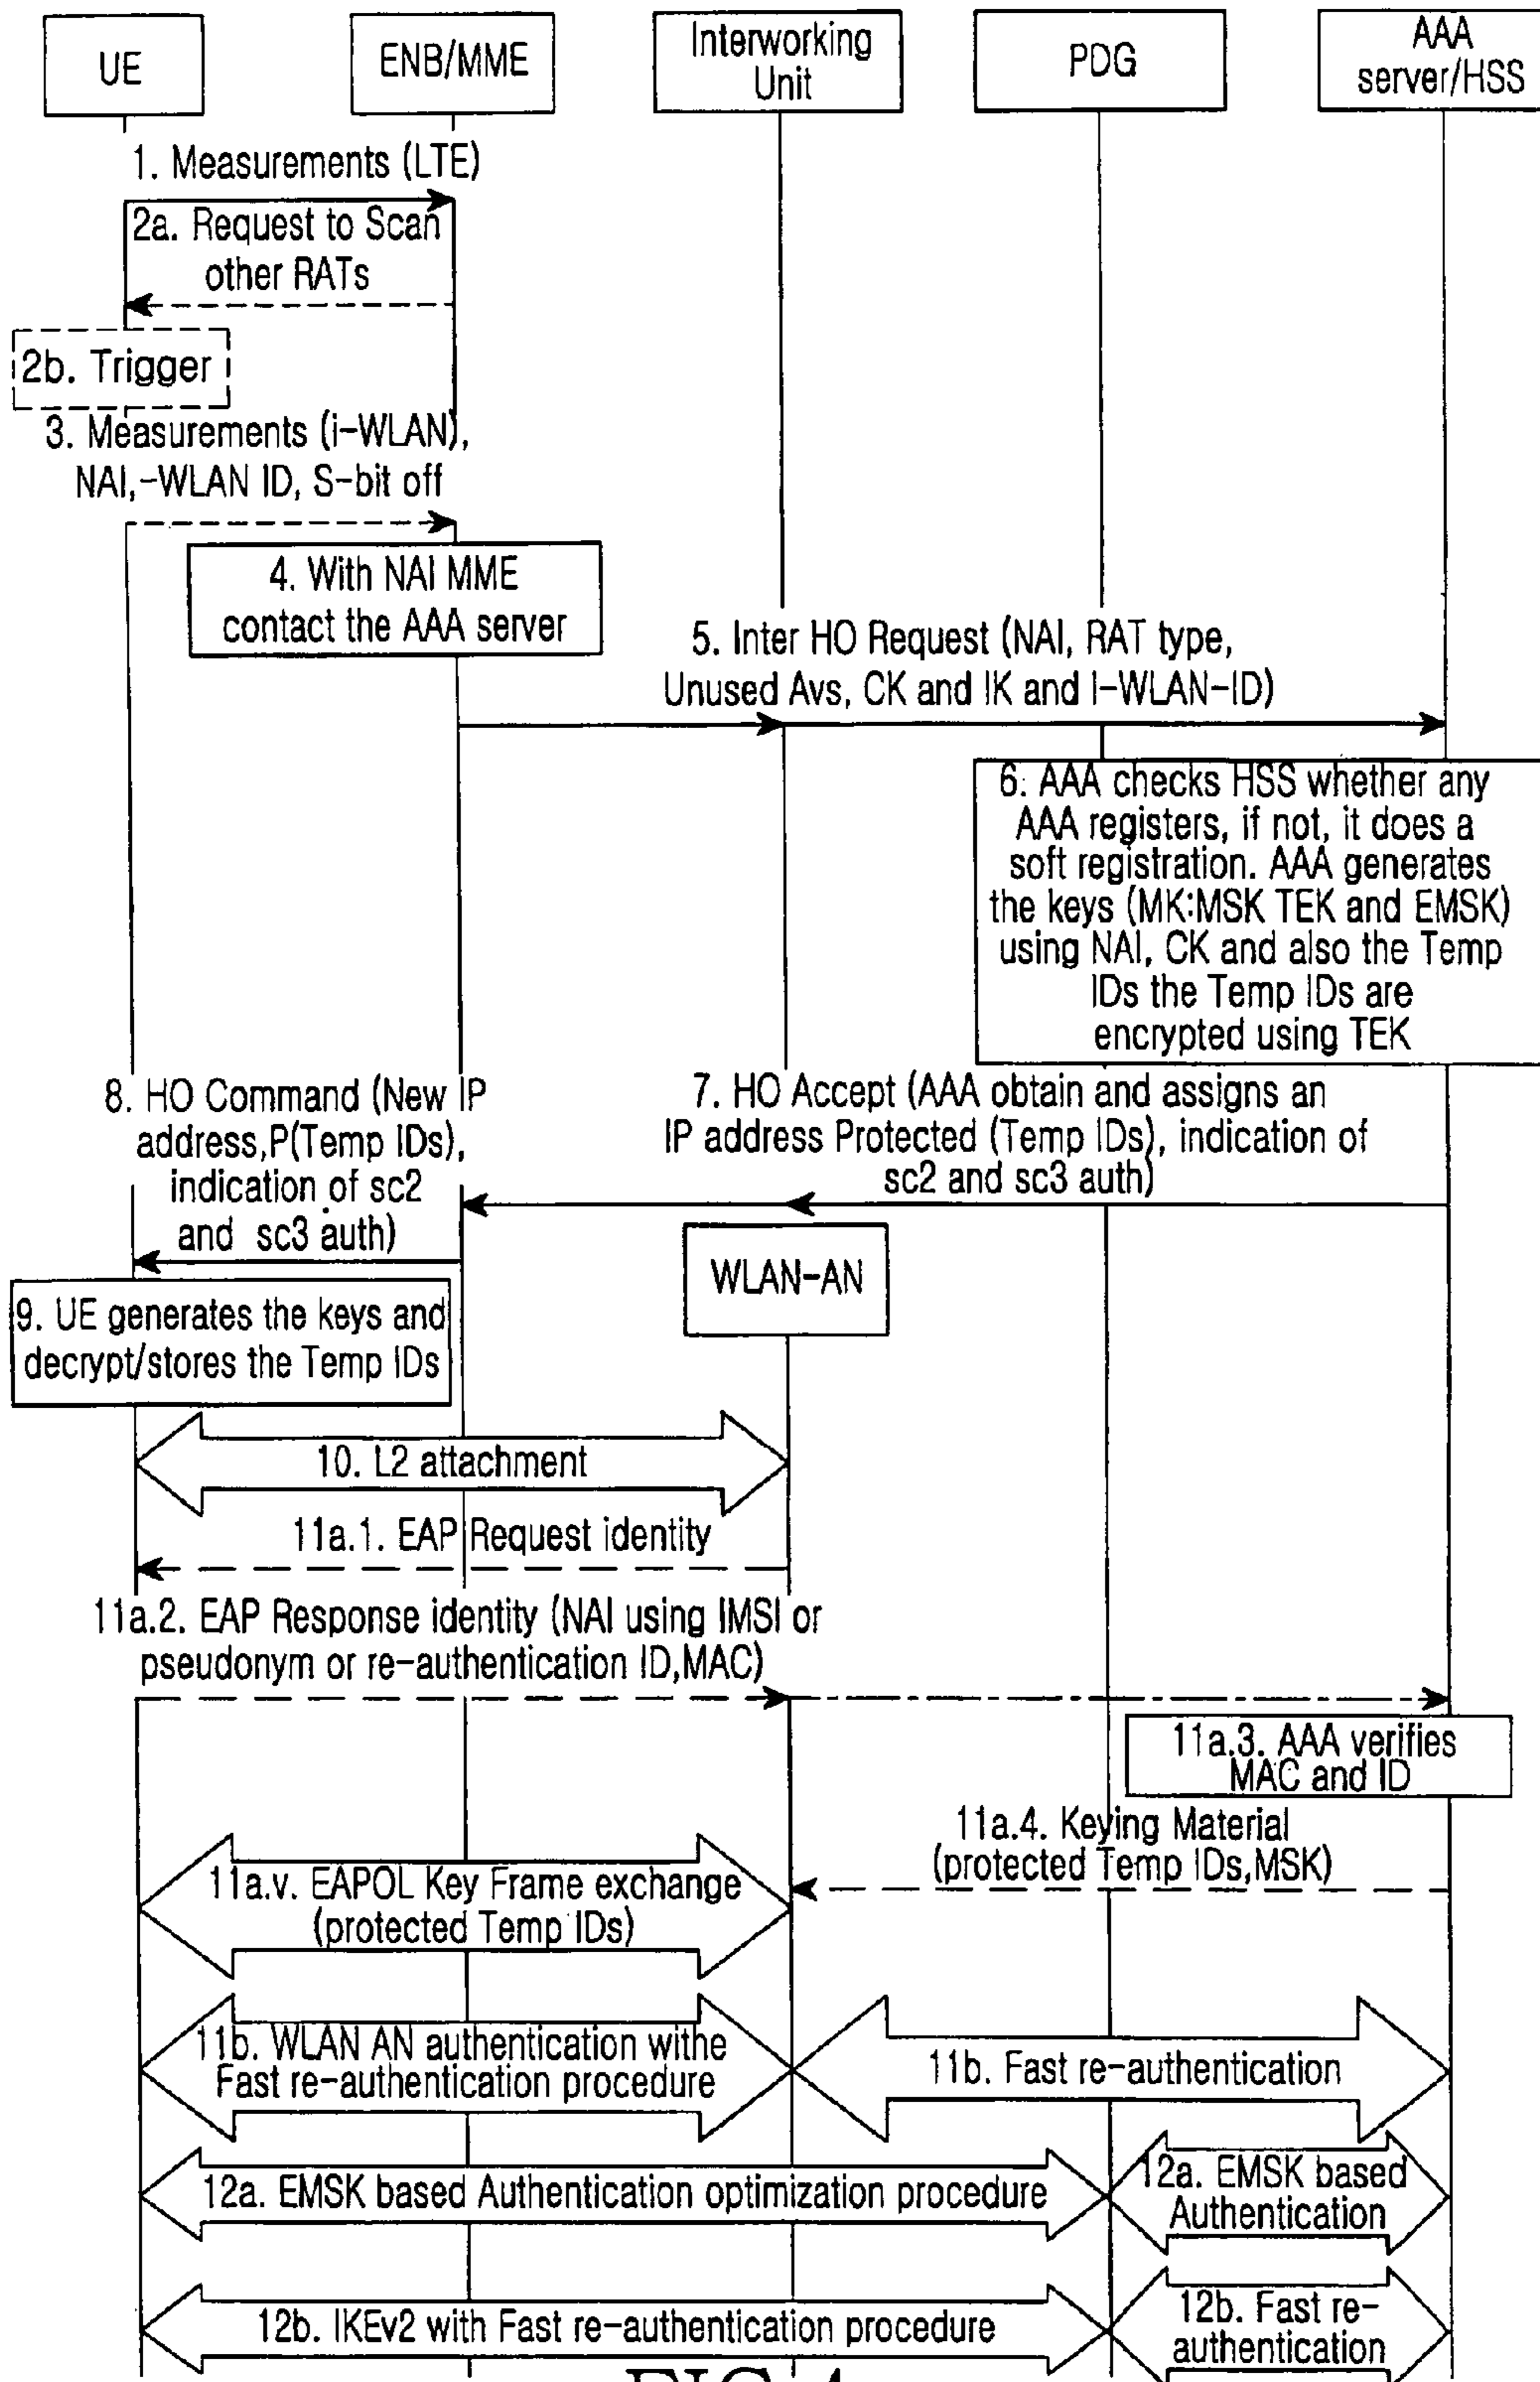 UE
ENB/MME
Interworking
Unit
PDG
AAA
server/HSS
1. Measurements (LTE)
2a. Request to Scan
other RATs
2b. Trigger
3. Measurements (i-WLAN),
NAI,-WLAN ID, S-bit off
4. With NAI MME
contact the AAA server
5. Inter HO Request (NAI, RAT type,
Unused Avs, CK and IK and I-WLAN-ID)
6: AAA checks HSS whether any
AAA registers, if not, it does a
soft registration. AAA generates
the keys (MK:MSK TEK and EMSK)
using NAI, CK and also the Temp
IDs the Temp IDs are
encrypted using TEK
7. HO Accept (AAA obtain and assigns an
IP address Protected (Temp IDs), indication of
sc2 and sc3 auth)
8. HO Command (New IP
address,P(Temp IDs),
indication of sc2
and sc3 auth)
WLAN-AN
9. UE generates the keys and
decrypt/stores the Temp IDs
10. L2 attachment
11a.1. EAP Request identity
11a.2. EAP Response identity (NAI using IMSI or
pseudonym or re-authentication ID,MAC)
11a.3. AAA verifies
MAC and ID
11a.4. Keying Material
(protected Temp IDs,MSK)
11a.v. EAPOL Key Frame exchange
(protected Temp IDs)
11b. WLAN AN authentication withe
Fast re-authentication procedure
11b. Fast re-authentication
12a. EMSK based Authentication optimization procedure
12a. EMSK based
Authentication
12b. IKEv2 with Fast re-authentication procedure
12b. Fast re-
authentication